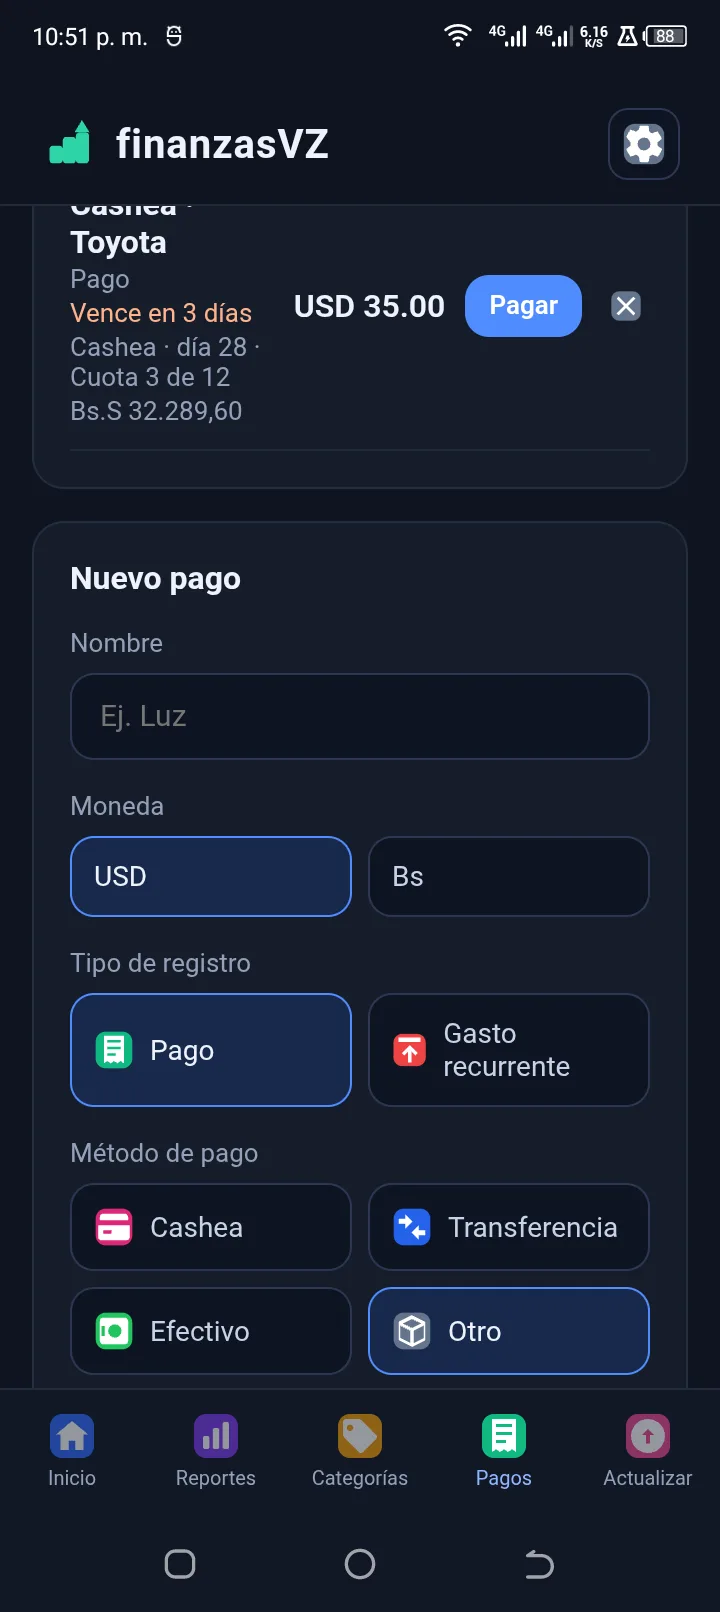 10:51 p. m.
4G 4G 6.16 K/S 88
finanzasVZ
Cashea ·
Toyota
Pago
Vence en 3 días
Cashea · día 28 ·
Cuota 3 de 12
Bs.S 32.289,60
USD 35.00
Pagar
Nuevo pago
Nombre
Ej. Luz
Moneda
USD
Bs
Tipo de registro
Pago
Gasto
recurrente
Método de pago
Cashea
Transferencia
Efectivo
Otro
Inicio
Reportes
Categorías
Pagos
Actualizar